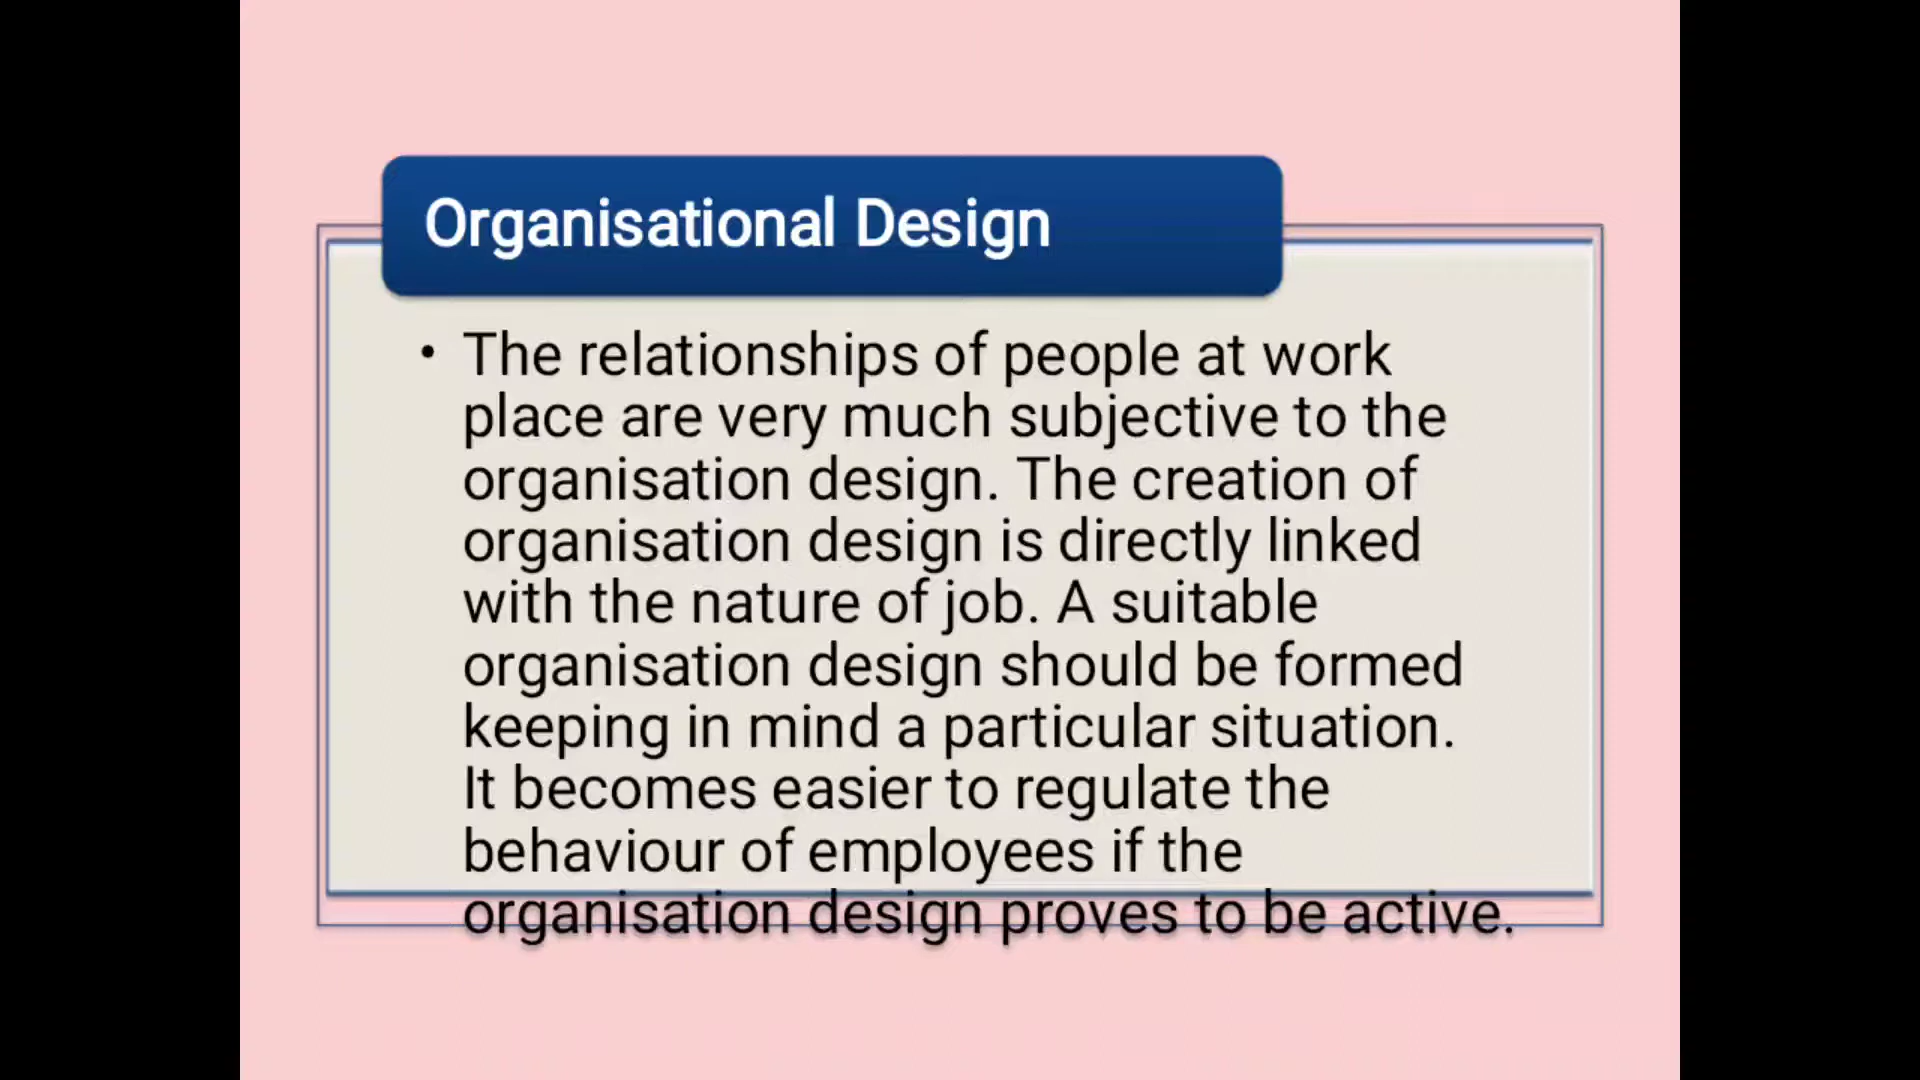 Organisational Design
• The relationships of people at work
place are very much subjective to the
organisation design. The creation of
organisation design is directly linked
with the nature of job. A suitable
organisation design should be formed
keeping in mind a particular situation.
It becomes easier to regulate the
behaviour of employees if the
organisation design proves to be active.